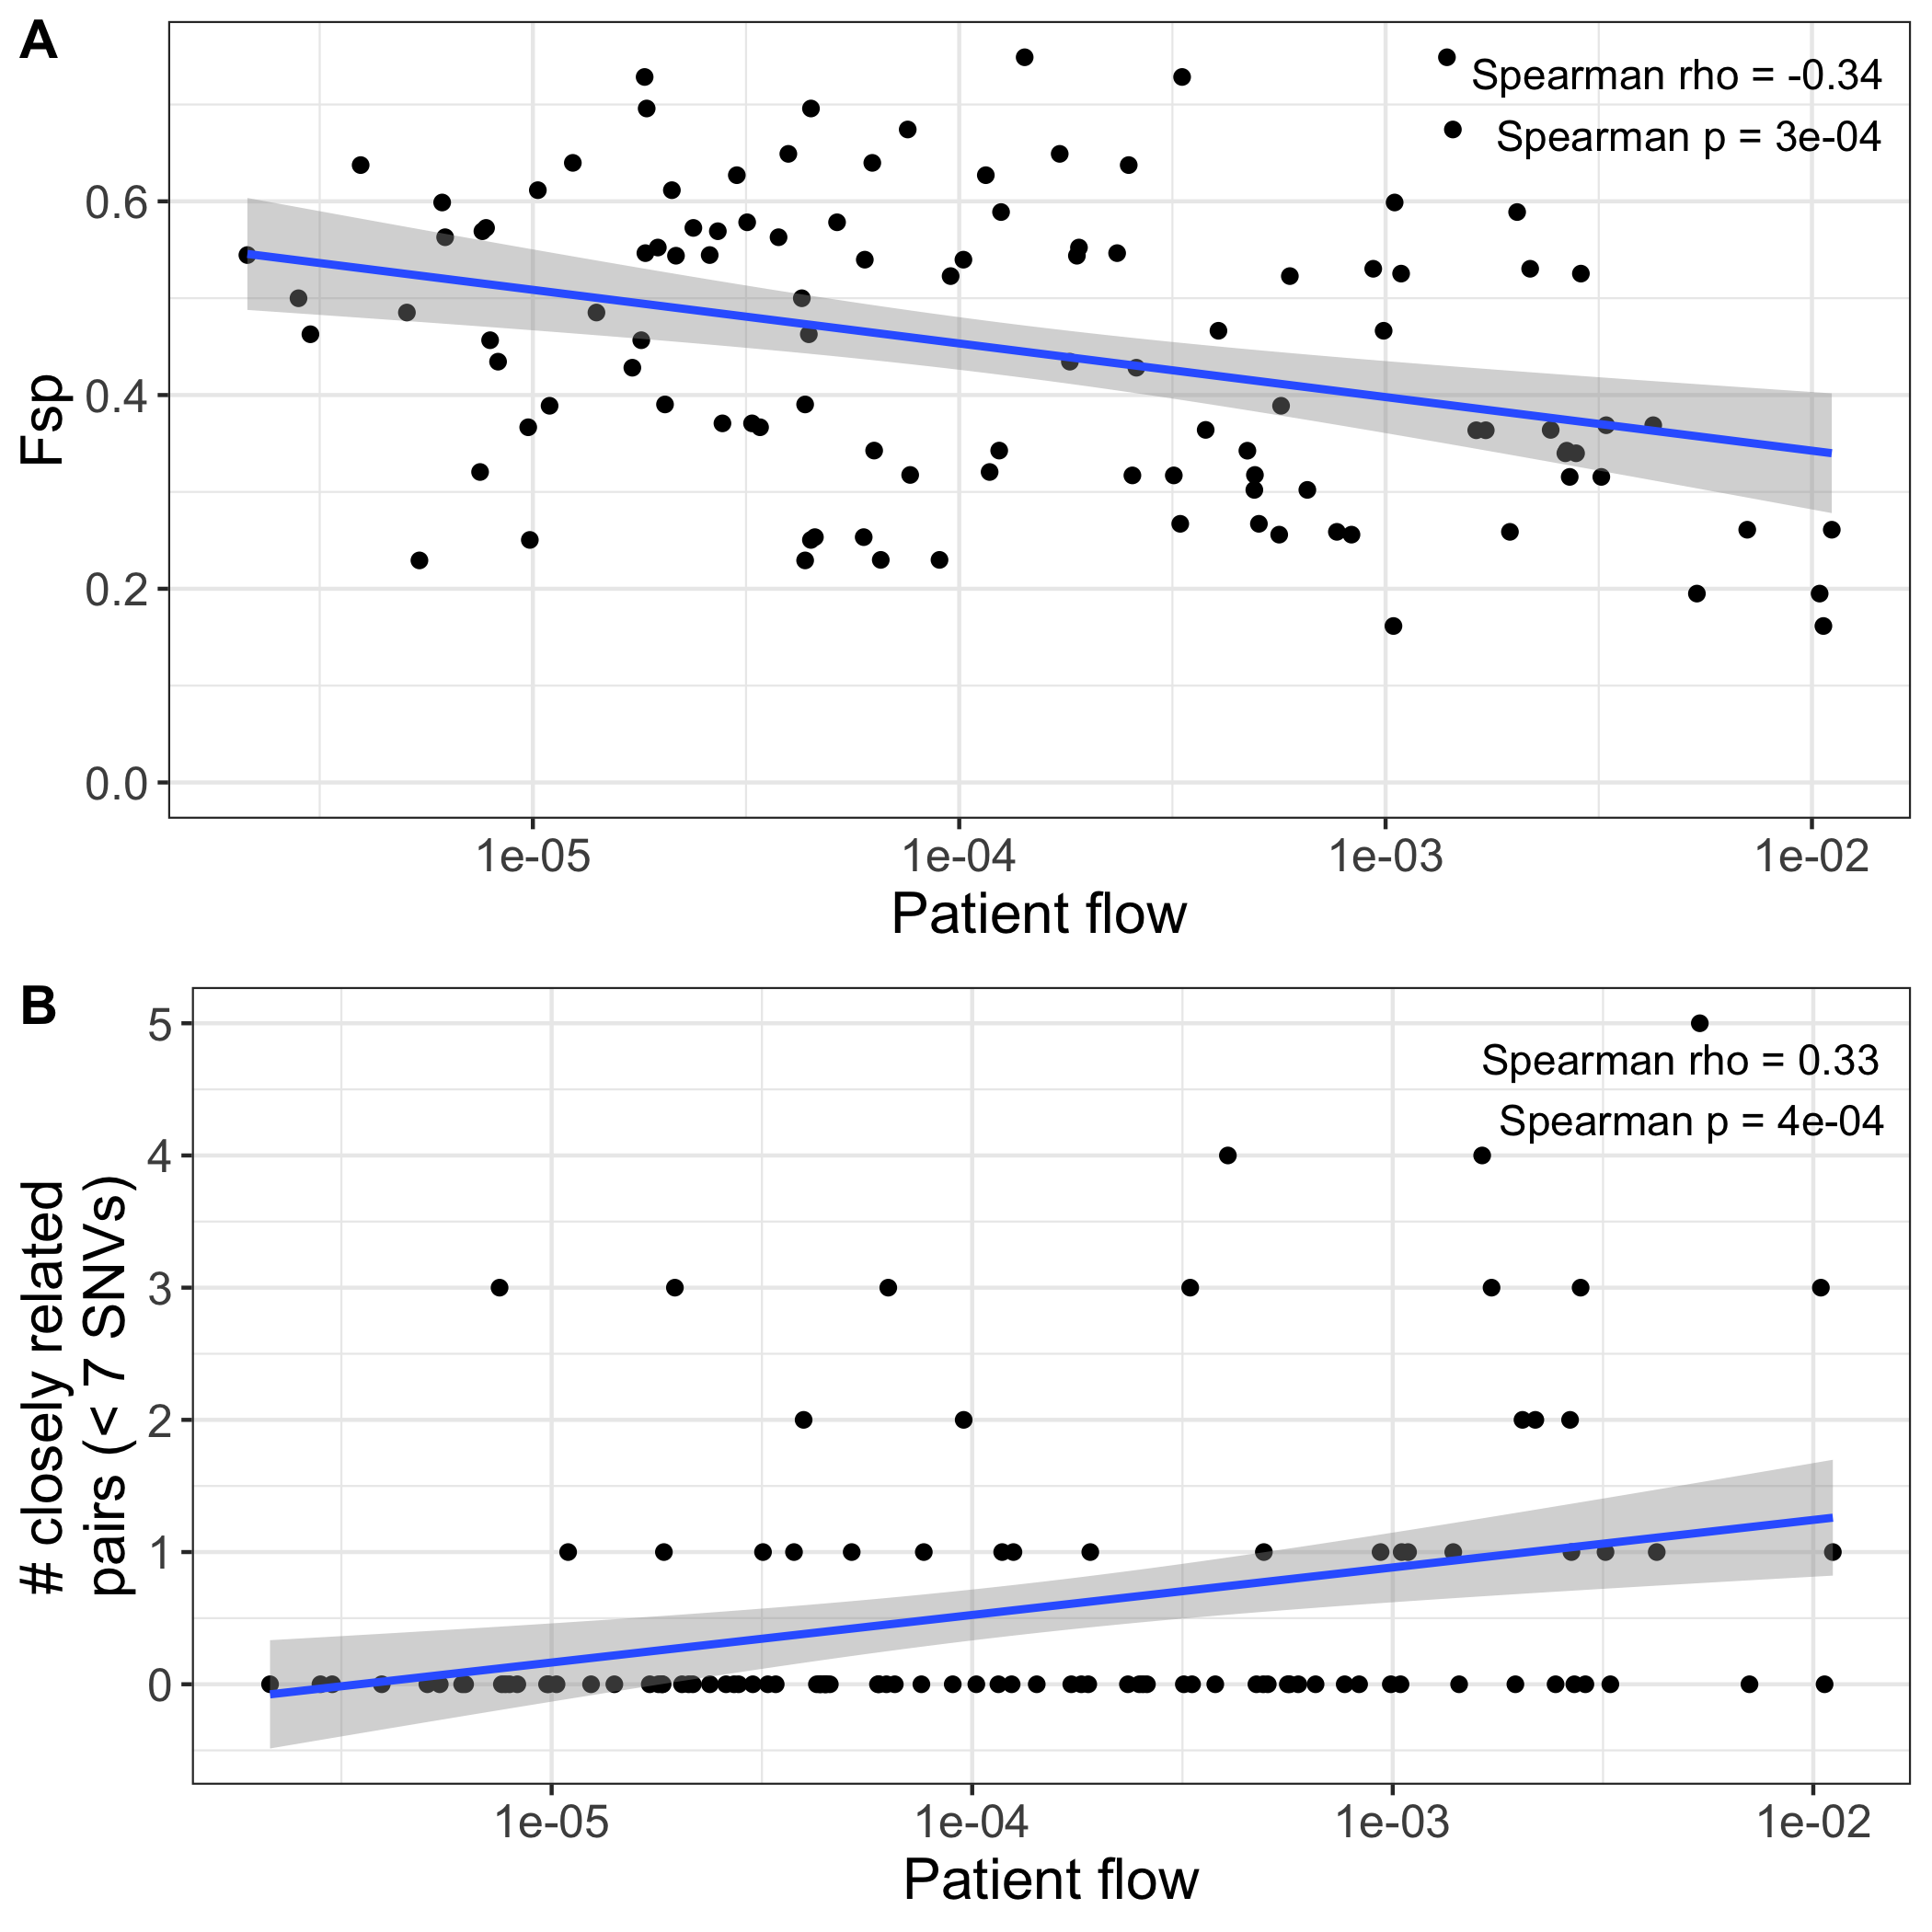 A
Spearman rho = -0.34
Spearman p = 3e-04
Fsp
0.6
0.4
0.2
0.0
1e-05 1e-04 1e-03 1e-02
Patient flow
B
Spearman rho = 0.33
Spearman p = 4e-04
# closely related
pairs (< 7 SNVs)
5
4
3
2
1
0
1e-05 1e-04 1e-03 1e-02
Patient flow